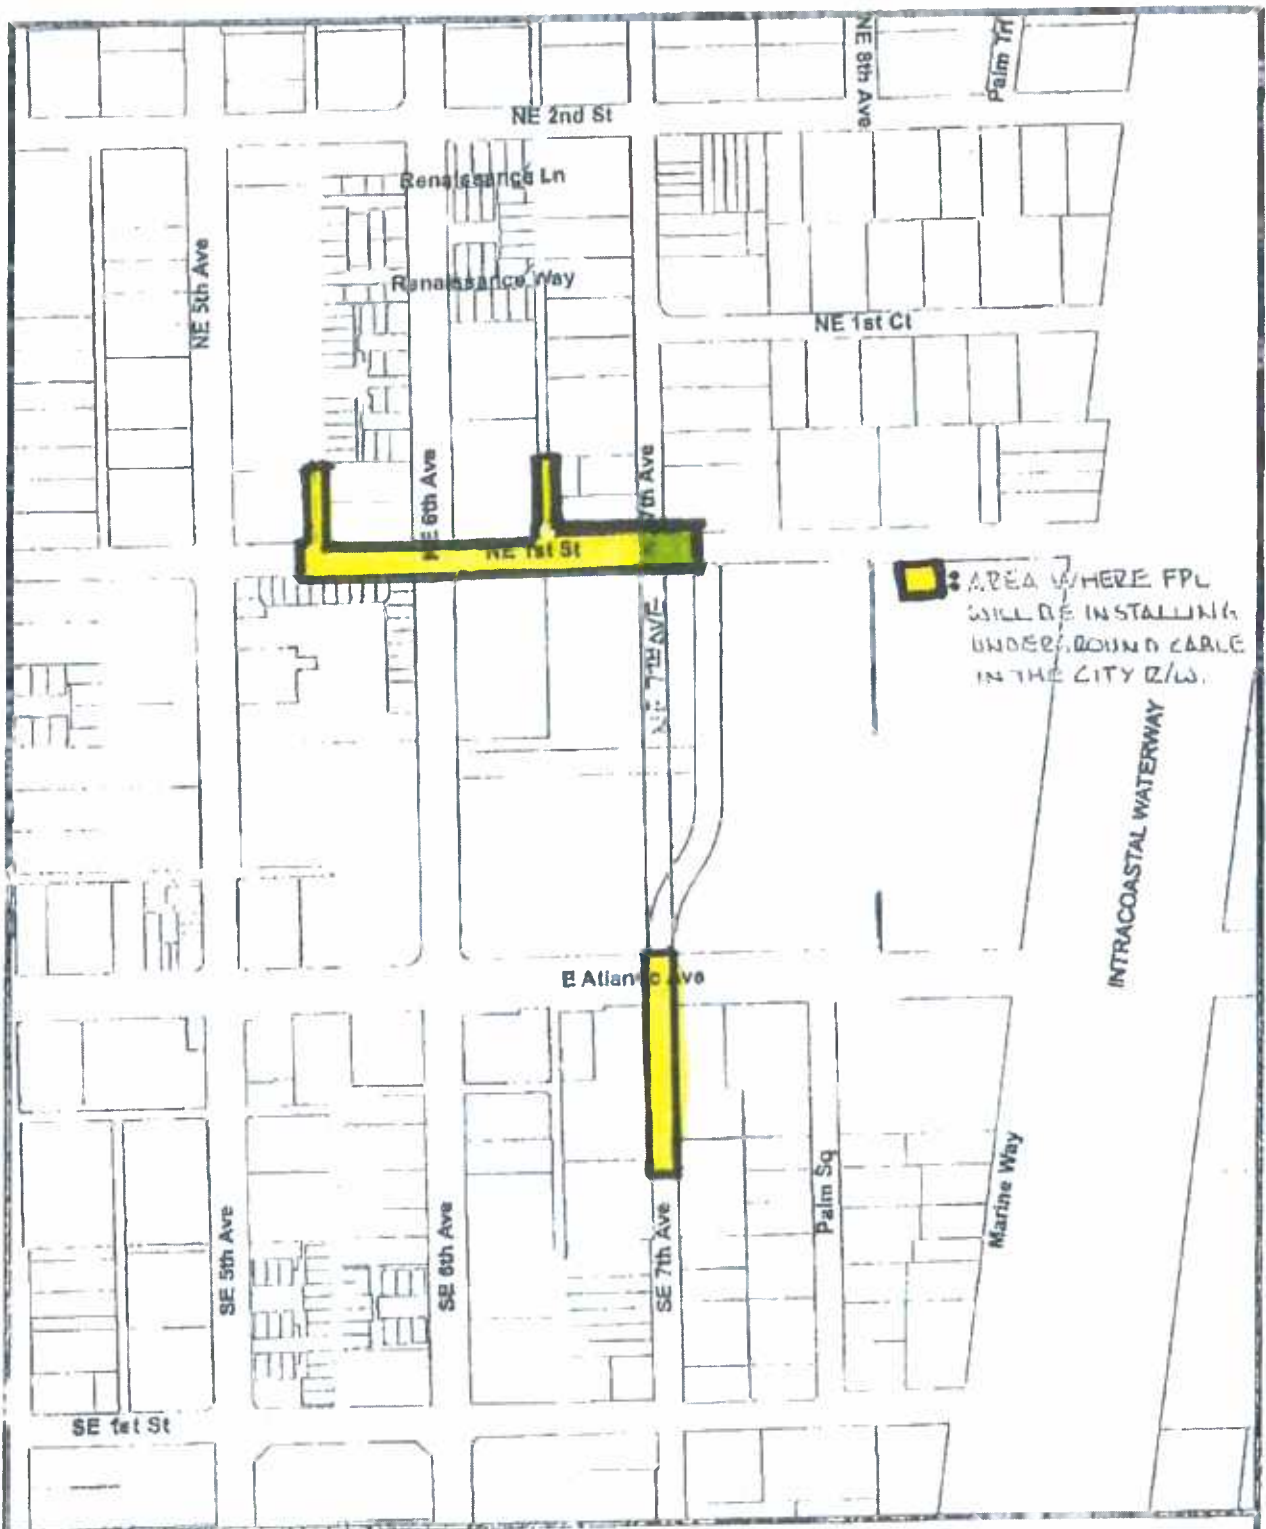 NE 8th Ave
Palm Trl
NE 2nd St
Renaissance Ln
NE 5th Ave
Renaissance Way
NE 1st Ct
NE 6th Ave
7th Ave
NE 1st St
: AREA WHERE FPL
WILL BE INSTALLING
UNDERGROUND CABLE
IN THE CITY R/W.
NE 7TH AVE
INTRACOASTAL WATERWAY
E Atlantic Ave
Palm Sq
Marine Way
SE 5th Ave
SE 6th Ave
SE 7th Ave
SE 1st St